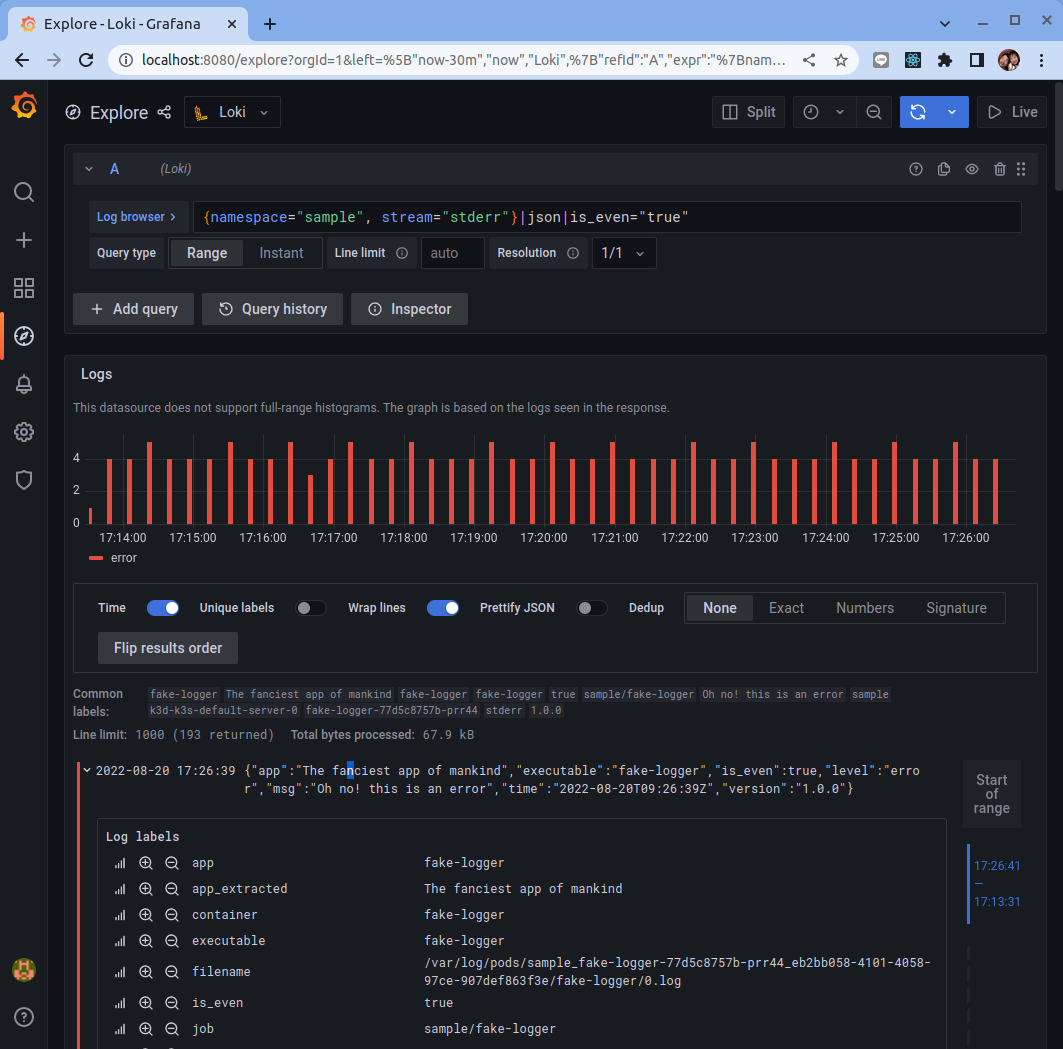 Explore - Loki - Grafana
localhost:8080/explore?orgId=1&left=%5B"now-30m","now","Loki",%7B"refId":"A","expr":"%7Bnam...
Explore Loki Split Live
A (Loki)
Log browser {namespace="sample", stream="stderr"}|json|is_even="true"
Query type Range Instant Line limit auto Resolution 1/1
Add query Query history Inspector
Logs
This datasource does not support full-range histograms. The graph is based on the logs seen in the response.
4
2
0
17:14:00 17:15:00 17:16:00 17:17:00 17:18:00 17:19:00 17:20:00 17:21:00 17:22:00 17:23:00 17:24:00 17:25:00 17:26:00
error
Time Unique labels Wrap lines Prettify JSON Dedup None Exact Numbers Signature
Flip results order
Common fake-logger The fanciest app of mankind fake-logger fake-logger true sample/fake-logger Oh no! this is an error sample
labels: k3d-k3s-default-server-0 fake-logger-77d5c8757b-prr44 stderr 1.0.0
Line limit: 1000 (193 returned) Total bytes processed: 67.9 kB
2022-08-20 17:26:39 {"app":"The fanciest app of mankind","executable":"fake-logger","is_even":true,"level":"erro
r","msg":"Oh no! this is an error","time":"2022-08-20T09:26:39Z","version":"1.0.0"}
Start
of
range
17:26:41
—
17:13:31
Log labels
app fake-logger
app_extracted The fanciest app of mankind
container fake-logger
executable fake-logger
filename /var/log/pods/sample_fake-logger-77d5c8757b-prr44_eb2bb058-4101-4058-
97ce-907def863f3e/fake-logger/0.log
is_even true
job sample/fake-logger